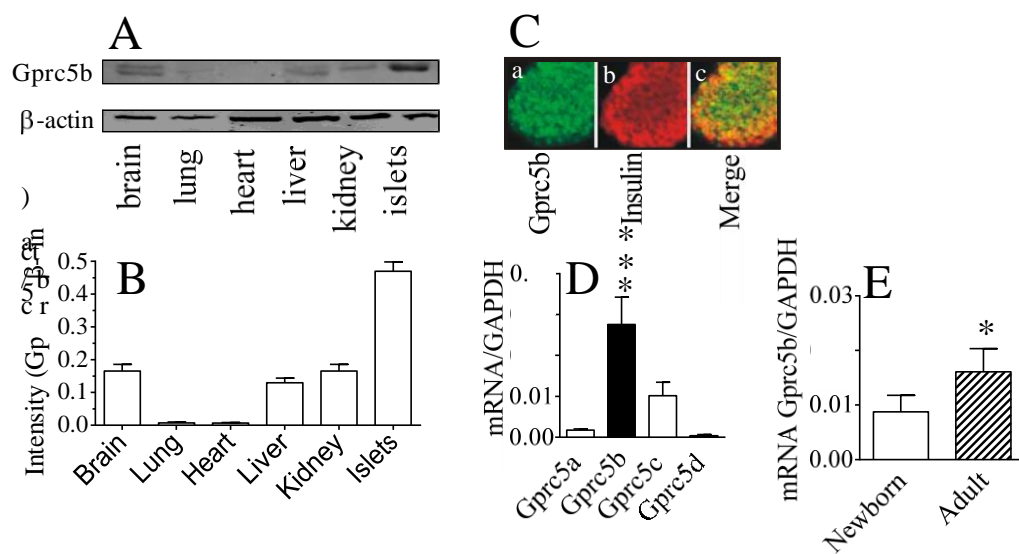 A
Gprc5b
β-actin
brain
lung
heart
liver
kidney
islets
C
a
b
c
Gprc5b
Insulin
Merge
B
Intensity (Gp
)
0.5
0.4
0.3
0.2
0.1
0.0
Brain
Lung
Heart
Liver
Kidney
Islets
D
mRNA/GAPDH
0.
0.01
0.00
***
Gprc5a
Gprc5b
Gprc5c
Gprc5d
E
mRNA Gprc5b/GAPDH
0.03
0.01
0.00
*
Newborn
Adult